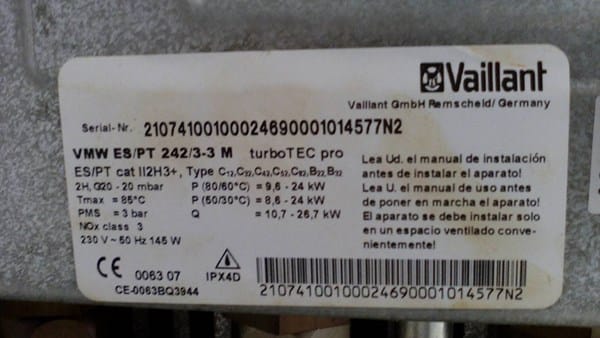 Vaillant
Vaillant GmbH Remscheid/ Germany
Serial-Nr. 21074100100024690001014577N2
VMW ES/PT 242/3-3 M turboTEC pro
ES/PT cat II2H3+, Type C₁₂,C₃₂,C₄₂,C₅₂,C₈₂,B₂₂,B₃₂
2H, G20 - 20 mbar P (80/60°C) = 9,6 - 24 kW
Tmax = 85°C P (50/30°C) = 8,6 - 24 kW
PMS = 3 bar Q = 10,7 - 26,7 kW
NOx class 3
230 V ~ 50 Hz 145 W
Lea Ud. el manual de instalación
antes de instalar el aparato!
Lea U. el manual de uso antes
de poner en marcha el aparato!
El aparato se debe instalar solo
en un espacio ventilado conve-
nientemente!
CE 0063 07 IPX4D
CE-0063BQ3944
21074100100024690001014577N2